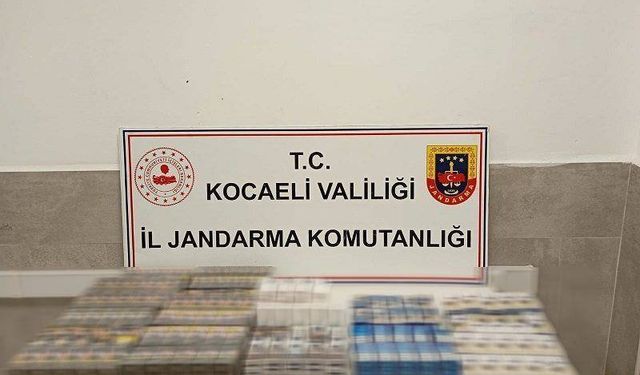 T.C.
KOCAELİ VALİLİĞİ
İL JANDARMA KOMUTANLIĞI
JANDARMA